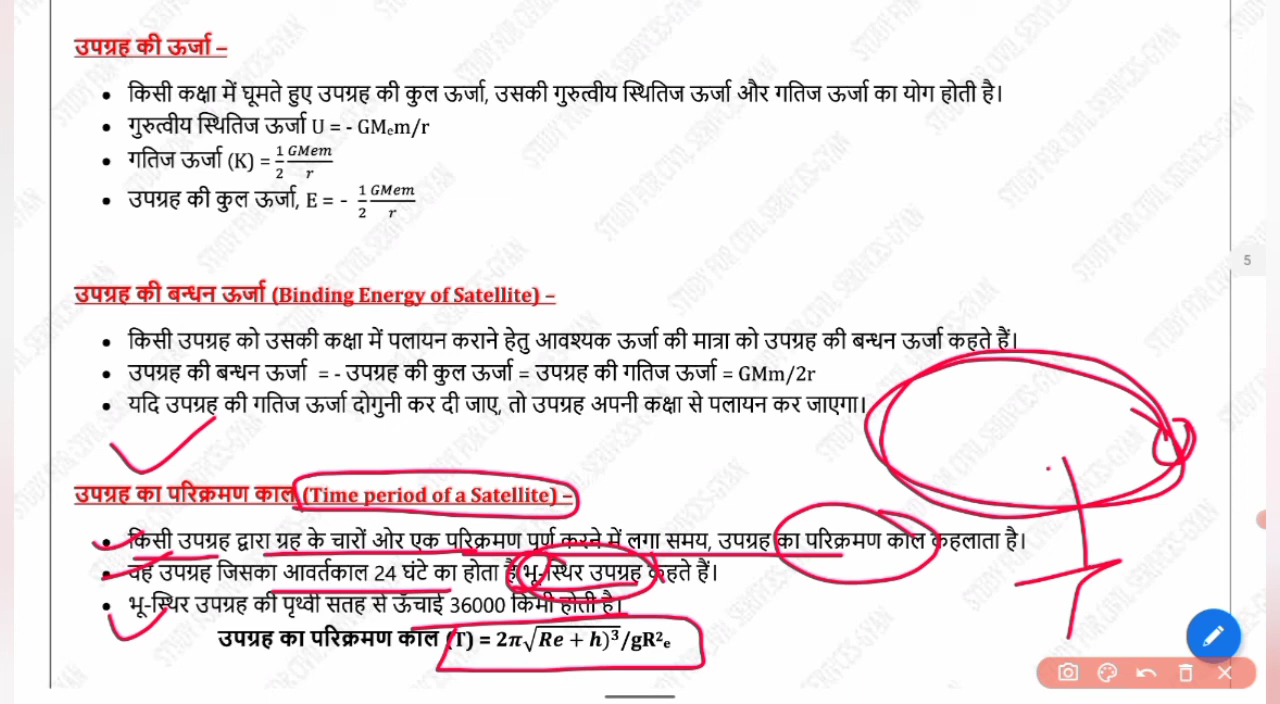 उपग्रह की ऊर्जा –
• किसी कक्षा में घूमते हुए उपग्रह की कुल ऊर्जा, उसकी गुरुत्वीय स्थितिज ऊर्जा और गतिज ऊर्जा का योग होती है।
• गुरुत्वीय स्थितिज ऊर्जा U = - GMₑm/r
• गतिज ऊर्जा (K) = 1/2 GMem/r
• उपग्रह की कुल ऊर्जा, E = - 1/2 GMem/r
5
उपग्रह की बन्धन ऊर्जा (Binding Energy of Satellite) –
• किसी उपग्रह को उसकी कक्षा में पलायन कराने हेतु आवश्यक ऊर्जा की मात्रा को उपग्रह की बन्धन ऊर्जा कहते हैं।
• उपग्रह की बन्धन ऊर्जा = - उपग्रह की कुल ऊर्जा = उपग्रह की गतिज ऊर्जा = GMm/2r
• यदि उपग्रह की गतिज ऊर्जा दोगुनी कर दी जाए, तो उपग्रह अपनी कक्षा से पलायन कर जाएगा।
उपग्रह का परिक्रमण काल (Time period of a Satellite) –
• किसी उपग्रह द्वारा ग्रह के चारों ओर एक परिक्रमण पूर्ण करने में लगा समय, उपग्रह का परिक्रमण काल कहलाता है।
• वह उपग्रह जिसका आवर्तकाल 24 घंटे का होता है भू-स्थिर उपग्रह कहते हैं।
• भू-स्थिर उपग्रह की पृथ्वी सतह से ऊँचाई 36000 किमी होती है।
उपग्रह का परिक्रमण काल (T) = 2π√Re + h)³/gR²ₑ
STUDY FOR CIVIL SERVICES-GYAN